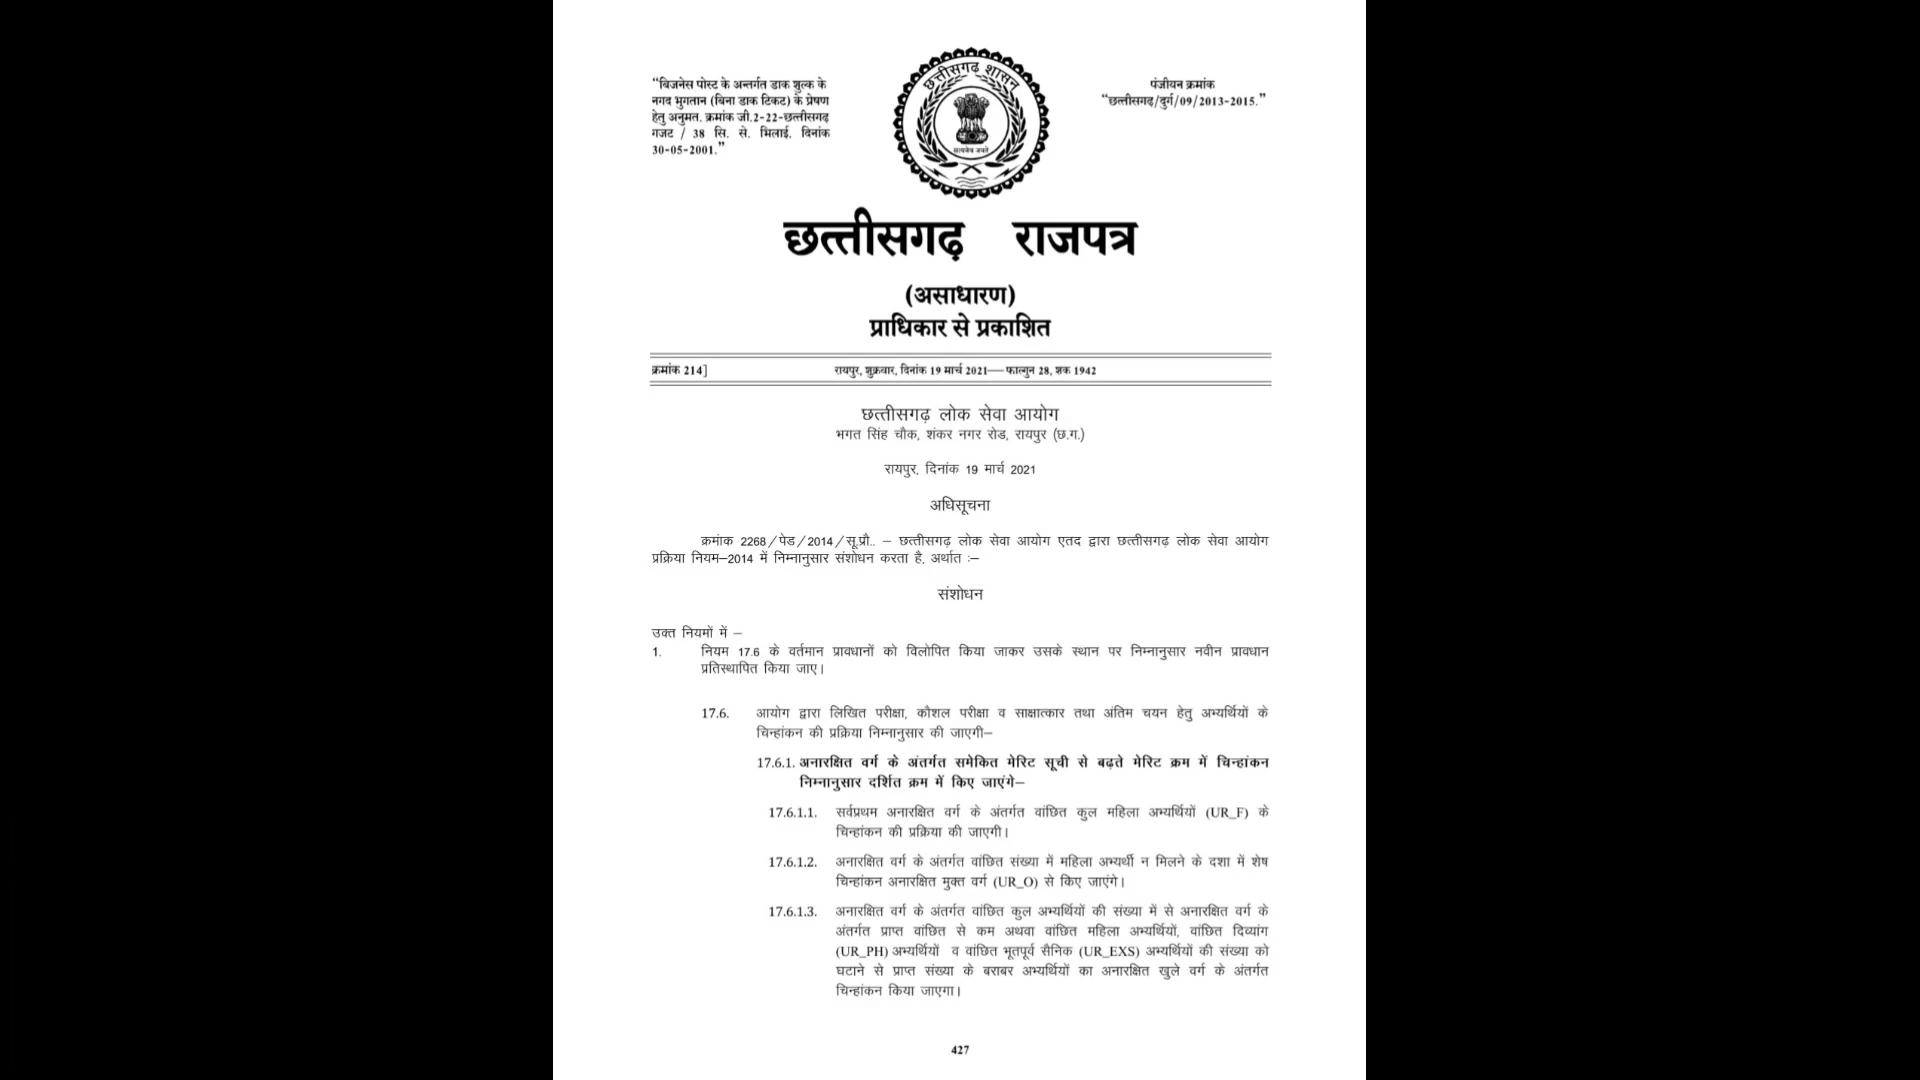 “बिजनेस पोस्ट के अन्तर्गत डाक शुल्क के
नगद भुगतान (बिना डाक टिकट) के प्रेषण
हेतु अनुमत. क्रमांक जी.2-22-छत्तीसगढ़
गजट / 38 सि. से. भिलाई, दिनांक
30-05-2001.”
छत्तीसगढ़ शासन
सत्यमेव जयते
पंजीयन क्रमांक
“छत्तीसगढ़/दुर्ग/09/2013-2015.”
छत्तीसगढ़ राजपत्र
(असाधारण)
प्राधिकार से प्रकाशित
क्रमांक 214]
रायपुर, शुक्रवार, दिनांक 19 मार्च 2021—फाल्गुन 28, शक 1942
छत्तीसगढ़ लोक सेवा आयोग
भगत सिंह चौक, शंकर नगर रोड, रायपुर (छ.ग.)
रायपुर, दिनांक 19 मार्च 2021
अधिसूचना
क्रमांक 2268/पेड/2014/सू.प्रौ.. – छत्तीसगढ़ लोक सेवा आयोग एतद द्वारा छत्तीसगढ़ लोक सेवा आयोग
प्रक्रिया नियम–2014 में निम्नानुसार संशोधन करता है, अर्थात :–
संशोधन
उक्त नियमों में –
1. नियम 17.6 के वर्तमान प्रावधानों को विलोपित किया जाकर उसके स्थान पर निम्नानुसार नवीन प्रावधान
प्रतिस्थापित किया जाए।
17.6. आयोग द्वारा लिखित परीक्षा, कौशल परीक्षा व साक्षात्कार तथा अंतिम चयन हेतु अभ्यर्थियों के
चिन्हांकन की प्रक्रिया निम्नानुसार की जाएगी–
17.6.1. अनारक्षित वर्ग के अंतर्गत समेकित मेरिट सूची से बढ़ते मेरिट क्रम में चिन्हांकन
निम्नानुसार दर्शित क्रम में किए जाएंगे–
17.6.1.1. सर्वप्रथम अनारक्षित वर्ग के अंतर्गत वांछित कुल महिला अभ्यर्थियों (UR_F) के
चिन्हांकन की प्रक्रिया की जाएगी।
17.6.1.2. अनारक्षित वर्ग के अंतर्गत वांछित संख्या में महिला अभ्यर्थी न मिलने के दशा में शेष
चिन्हांकन अनारक्षित मुक्त वर्ग (UR_O) से किए जाएंगे।
17.6.1.3. अनारक्षित वर्ग के अंतर्गत वांछित कुल अभ्यर्थियों की संख्या में से अनारक्षित वर्ग के
अंतर्गत प्राप्त वांछित से कम अथवा वांछित महिला अभ्यर्थियों, वांछित दिव्यांग
(UR_PH) अभ्यर्थियों व वांछित भूतपूर्व सैनिक (UR_EXS) अभ्यर्थियों की संख्या को
घटाने से प्राप्त संख्या के बराबर अभ्यर्थियों का अनारक्षित खुले वर्ग के अंतर्गत
चिन्हांकन किया जाएगा।
427